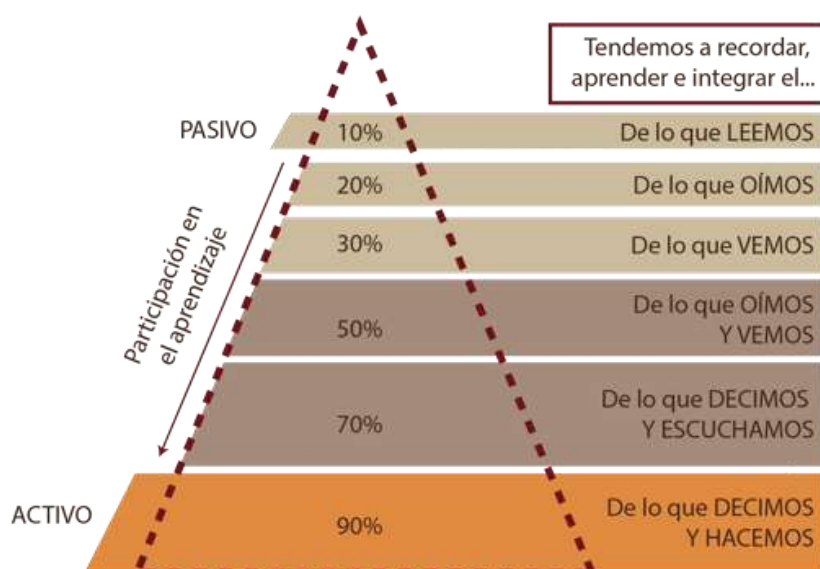 Tendemos a recordar,
aprender e integrar el...
PASIVO
10%
De lo que LEEMOS
20%
De lo que OÍMOS
30%
De lo que VEMOS
Participación en
el aprendizaje
50%
De lo que OÍMOS
Y VEMOS
70%
De lo que DECIMOS
Y ESCUCHAMOS
ACTIVO
90%
De lo que DECIMOS
Y HACEMOS